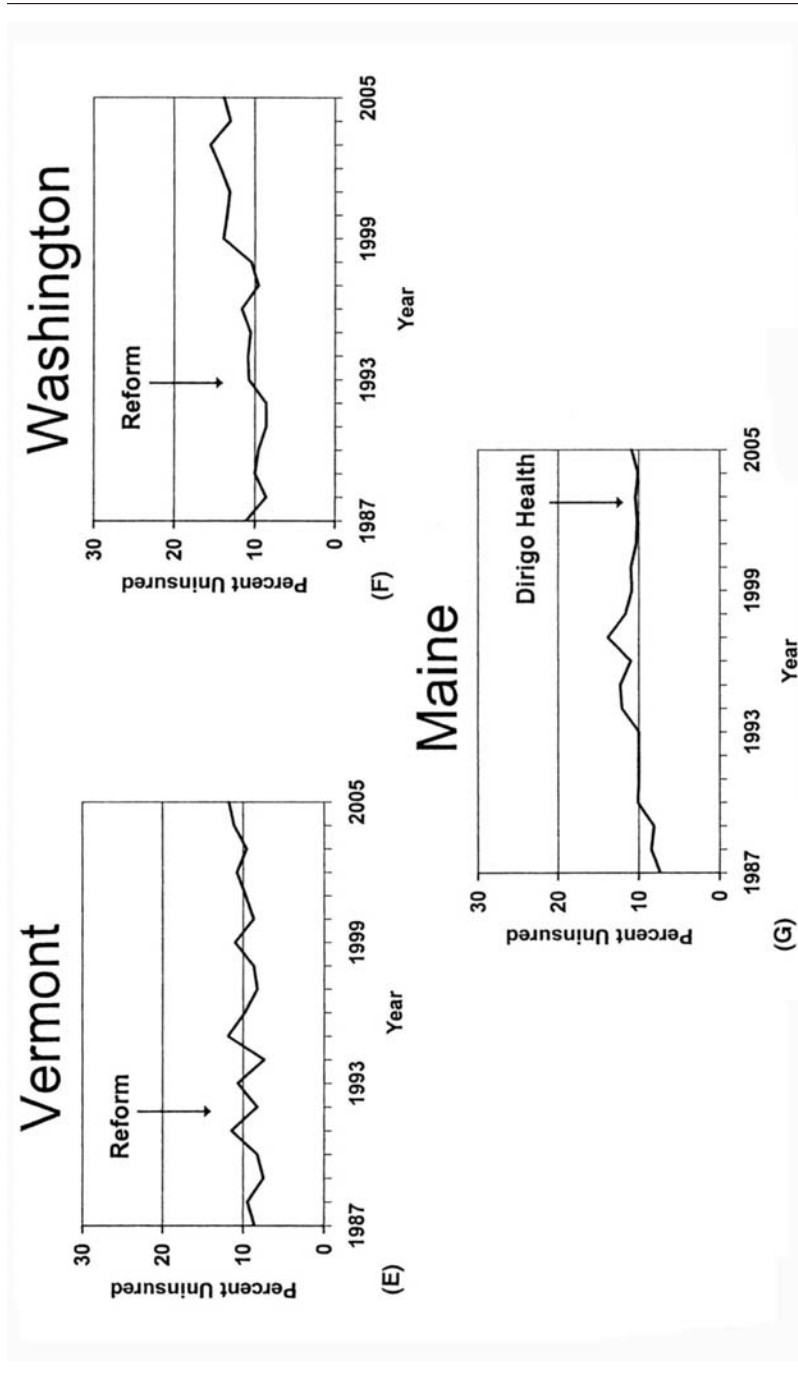 Vermont
Reform
30
20
10
0
Percent Uninsured
1987
1993
1999
2005
Year
(E)
Washington
Reform
30
20
10
0
Percent Uninsured
1987
1993
1999
2005
Year
(F)
Maine
Dirigo Health
30
20
10
0
Percent Uninsured
1987
1993
1999
2005
Year
(G)